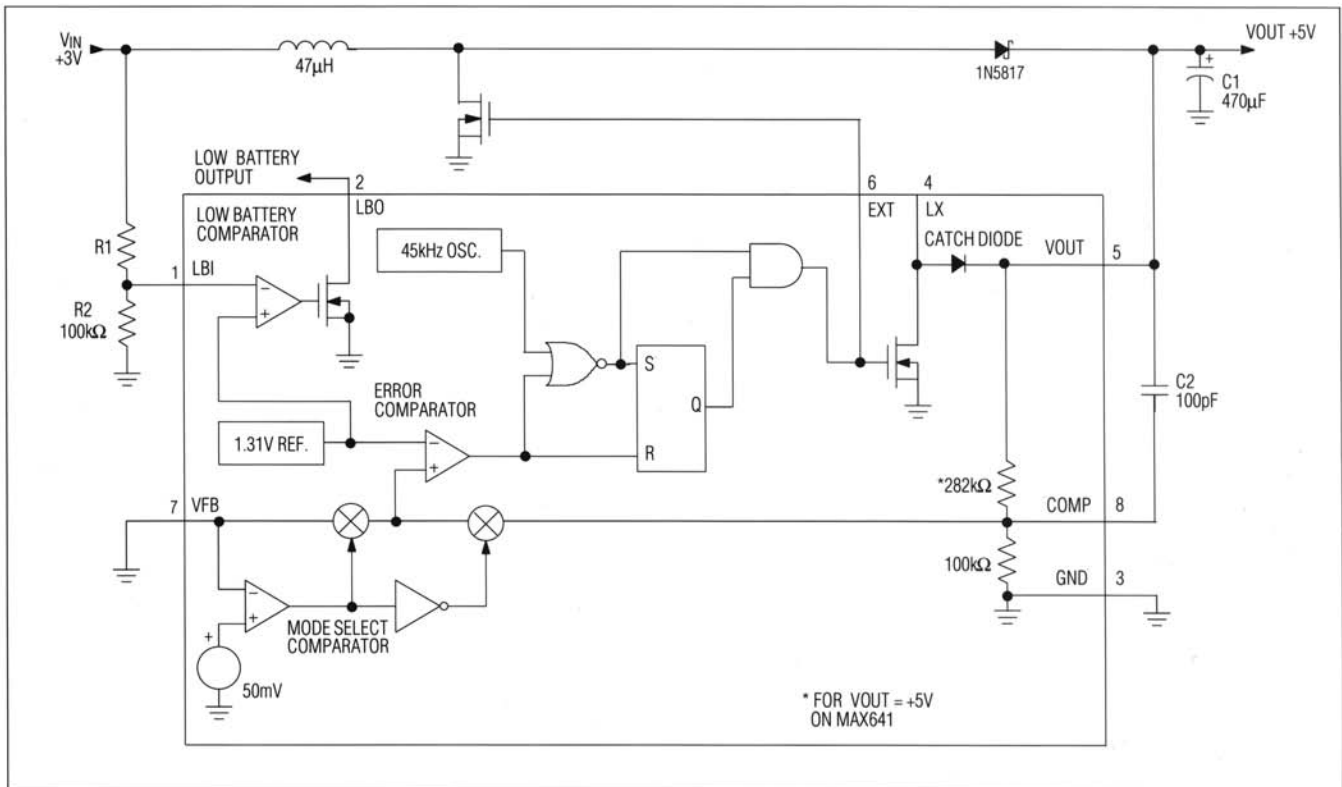 VIN
+3V
47µH
1N5817
VOUT +5V
+
C1
470µF
LOW BATTERY
OUTPUT
2
LBO
6
EXT
4
LX
LOW BATTERY
COMPARATOR
R1
1
LBI
R2
100kΩ
−
+
45kHz OSC.
CATCH DIODE
VOUT
5
S
Q
R
C2
100pF
ERROR
COMPARATOR
1.31V REF.
−
+
*282kΩ
7
VFB
COMP
8
100kΩ
GND
3
−
+
MODE SELECT
COMPARATOR
+
50mV
* FOR VOUT = +5V
ON MAX641